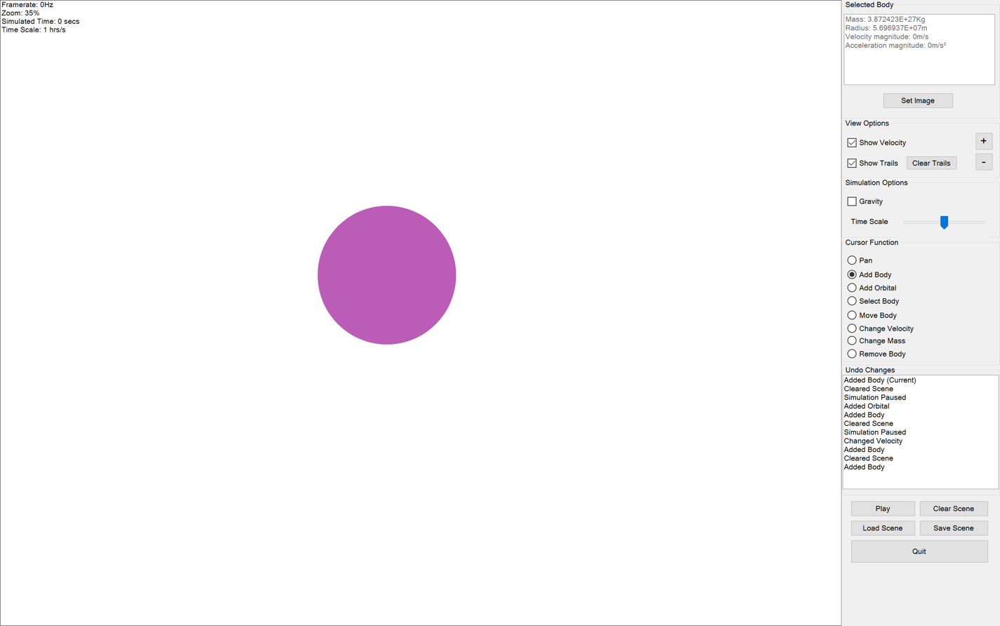 Framerate: 0Hz
Zoom: 35%
Simulated Time: 0 secs
Time Scale: 1 hrs/s
Selected Body
Mass: 3.872423E+27Kg
Radius: 5.696937E+07m
Velocity magnitude: 0m/s
Acceleration magnitude: 0m/s²
Set Image
View Options
Show Velocity
+
Show Trails
Clear Trails
-
Simulation Options
Gravity
Time Scale
Cursor Function
Pan
Add Body
Add Orbital
Select Body
Move Body
Change Velocity
Change Mass
Remove Body
Undo Changes
Added Body (Current)
Cleared Scene
Simulation Paused
Added Orbital
Added Body
Cleared Scene
Simulation Paused
Changed Velocity
Added Body
Cleared Scene
Added Body
Play
Clear Scene
Load Scene
Save Scene
Quit